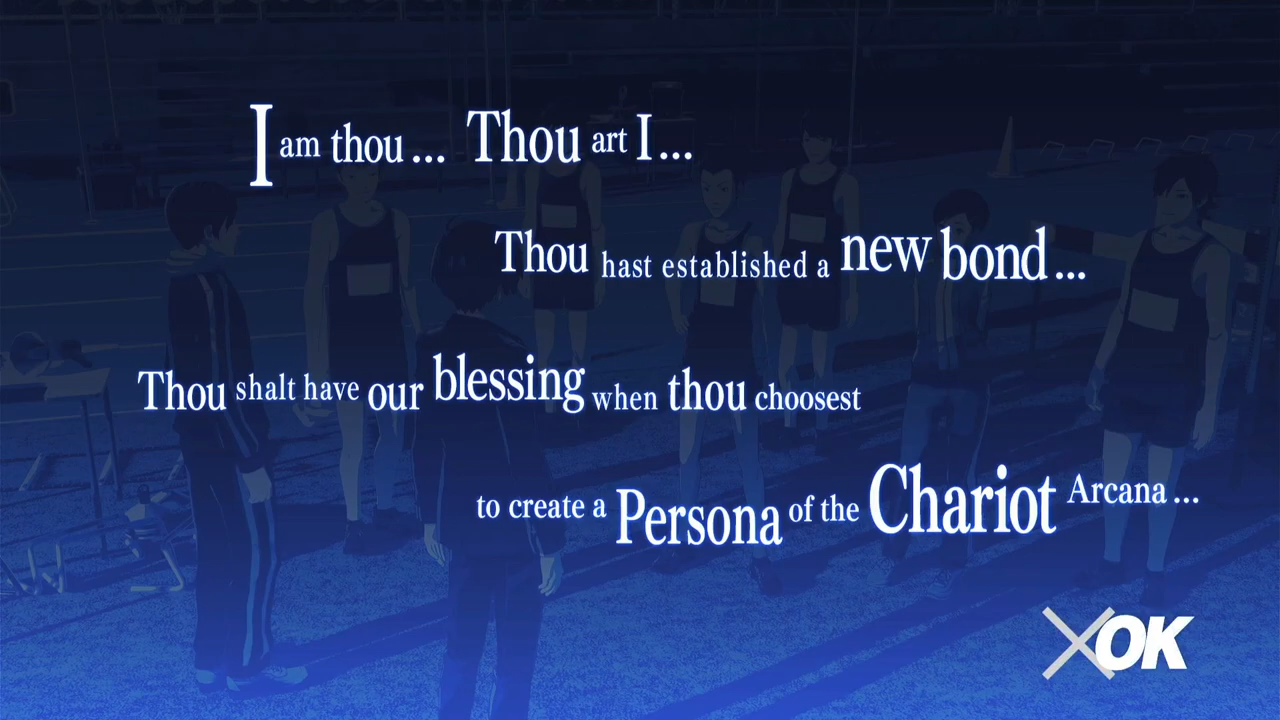 I am thou... Thou art I...
Thou hast established a new bond...
Thou shalt have our blessing when thou choosest
to create a Persona of the Chariot Arcana...
OK